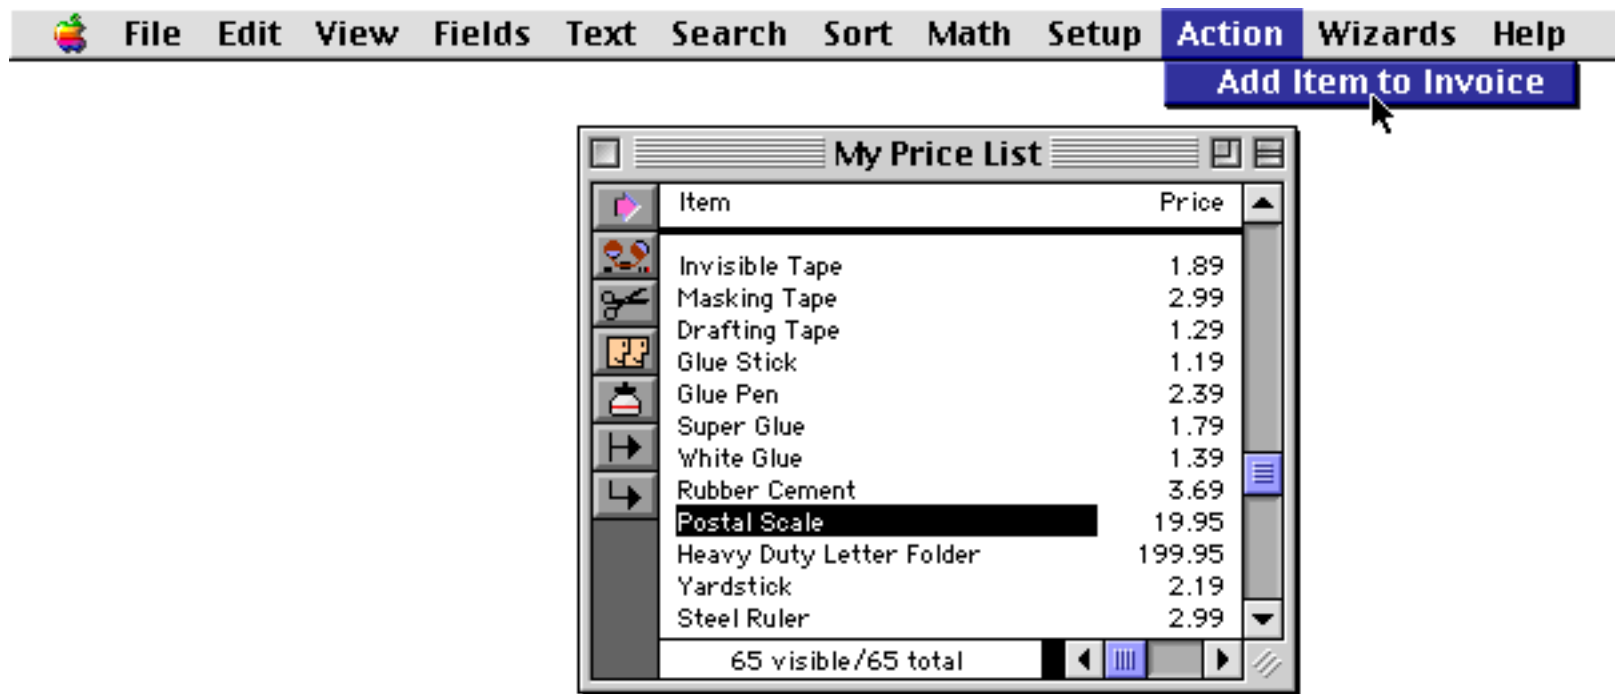 File Edit View Fields Text Search Sort Math Setup Action Wizards Help
Add Item to Invoice
My Price List
Item Price
Invisible Tape 1.89
Masking Tape 2.99
Drafting Tape 1.29
Glue Stick 1.19
Glue Pen 2.39
Super Glue 1.79
White Glue 1.39
Rubber Cement 3.69
Postal Scale 19.95
Heavy Duty Letter Folder 199.95
Yardstick 2.19
Steel Ruler 2.99
65 visible/65 total